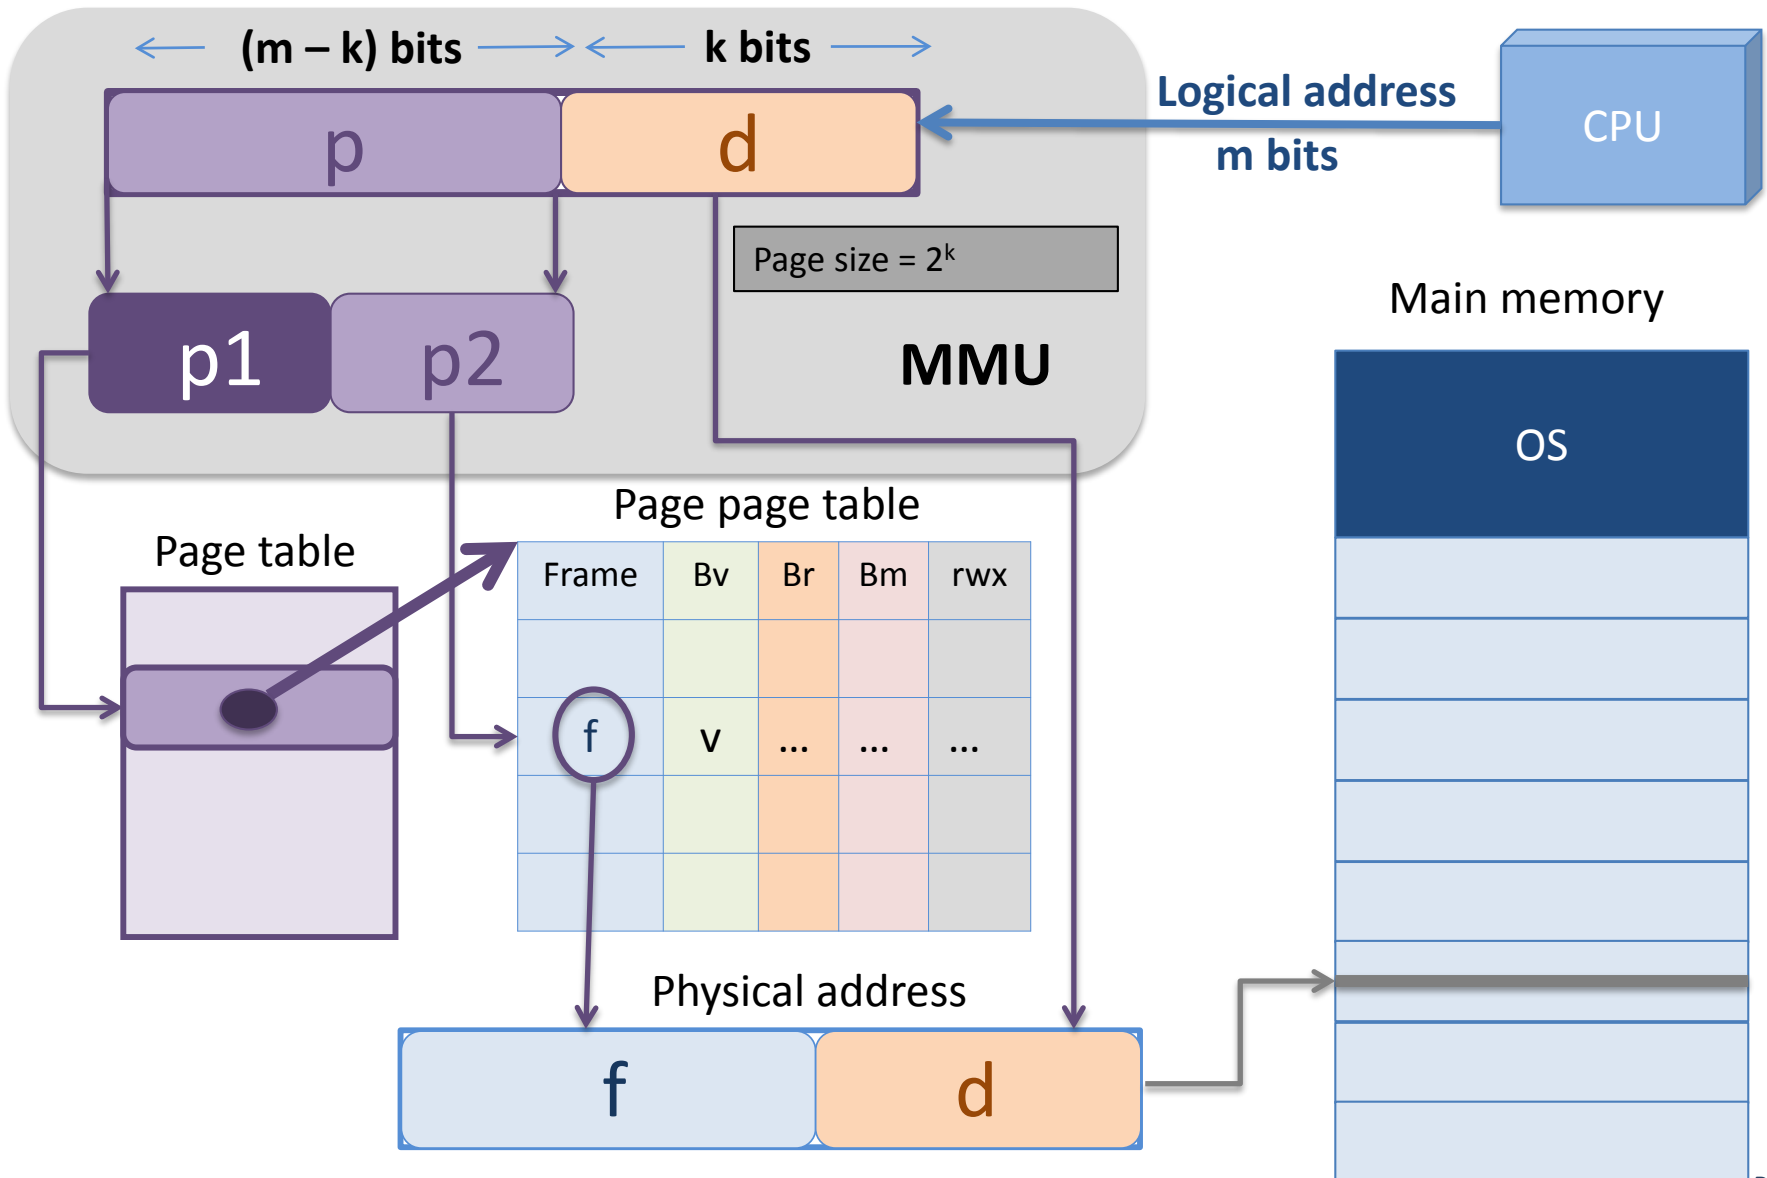 (m – k) bits
k bits
p
d
Logical address
m bits
CPU
Page size = 2ᵏ
p1
p2
MMU
Main memory
OS
Page page table
Page table
Frame Bv Br Bm rwx
f v ... ... ...
Physical address
f
d